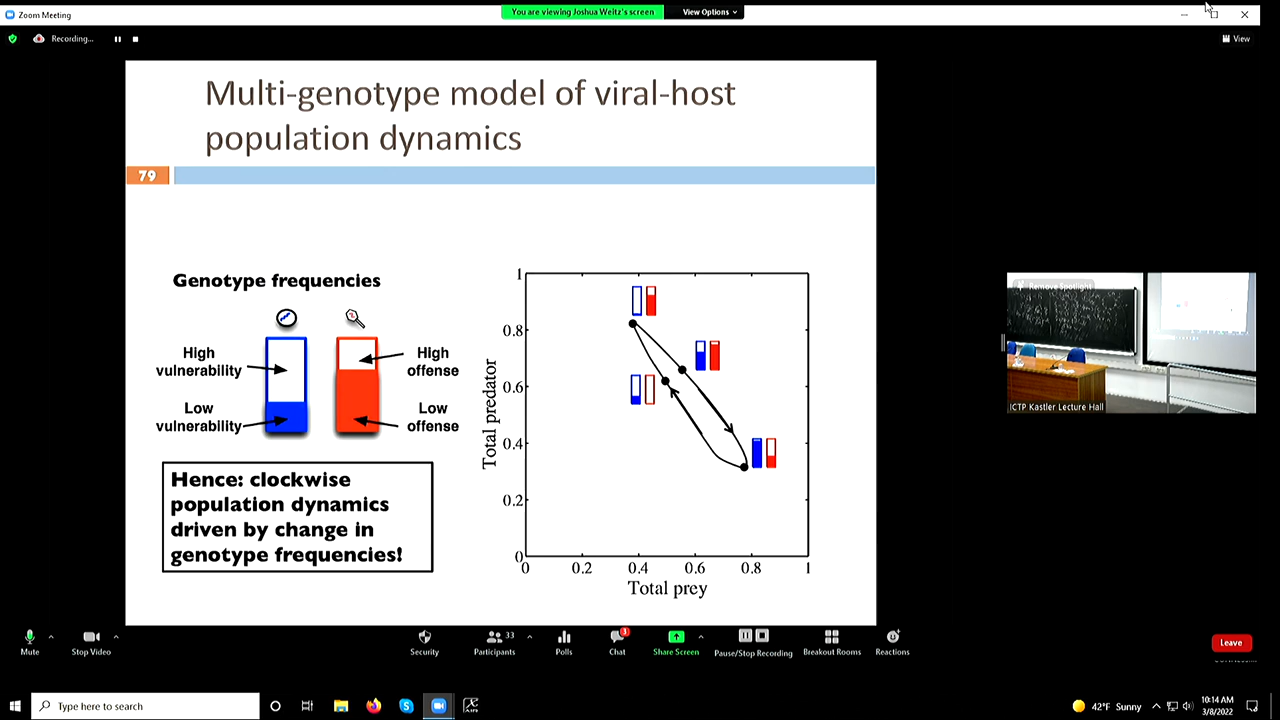 Zoom Meeting
You are viewing Joshua Weitz's screen
View Options
Recording...
View
Multi-genotype model of viral-host
population dynamics
79
Genotype frequencies
High
vulnerability
High
offense
Low
vulnerability
Low
offense
Hence: clockwise
population dynamics
driven by change in
genotype frequencies!
Total predator
1
0.8
0.6
0.4
0.2
0
0 0.2 0.4 0.6 0.8 1
Total prey
Remove Spotlight
ICTP Kastler Lecture Hall
Mute
Stop Video
Security
33
Participants
Polls
3
Chat
Share Screen
Pause/Stop Recording
Breakout Rooms
Reactions
Leave
Type here to search
42°F Sunny
10:14 AM
3/8/2022